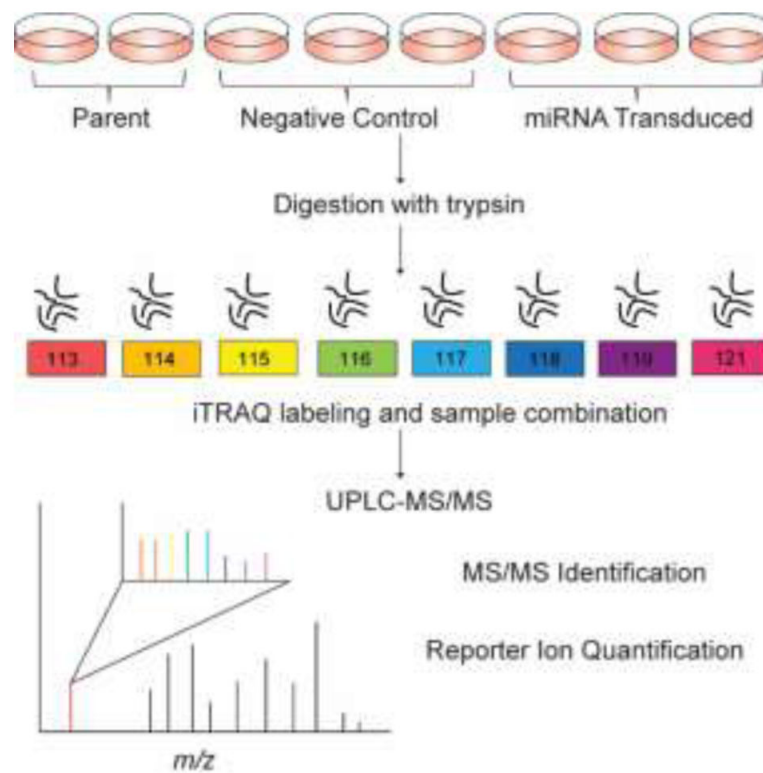 Parent Negative Control miRNA Transduced
Digestion with trypsin
113 114 115 116 117 118 119 121
iTRAQ labeling and sample combination
UPLC-MS/MS
MS/MS Identification
Reporter Ion Quantification
m/z